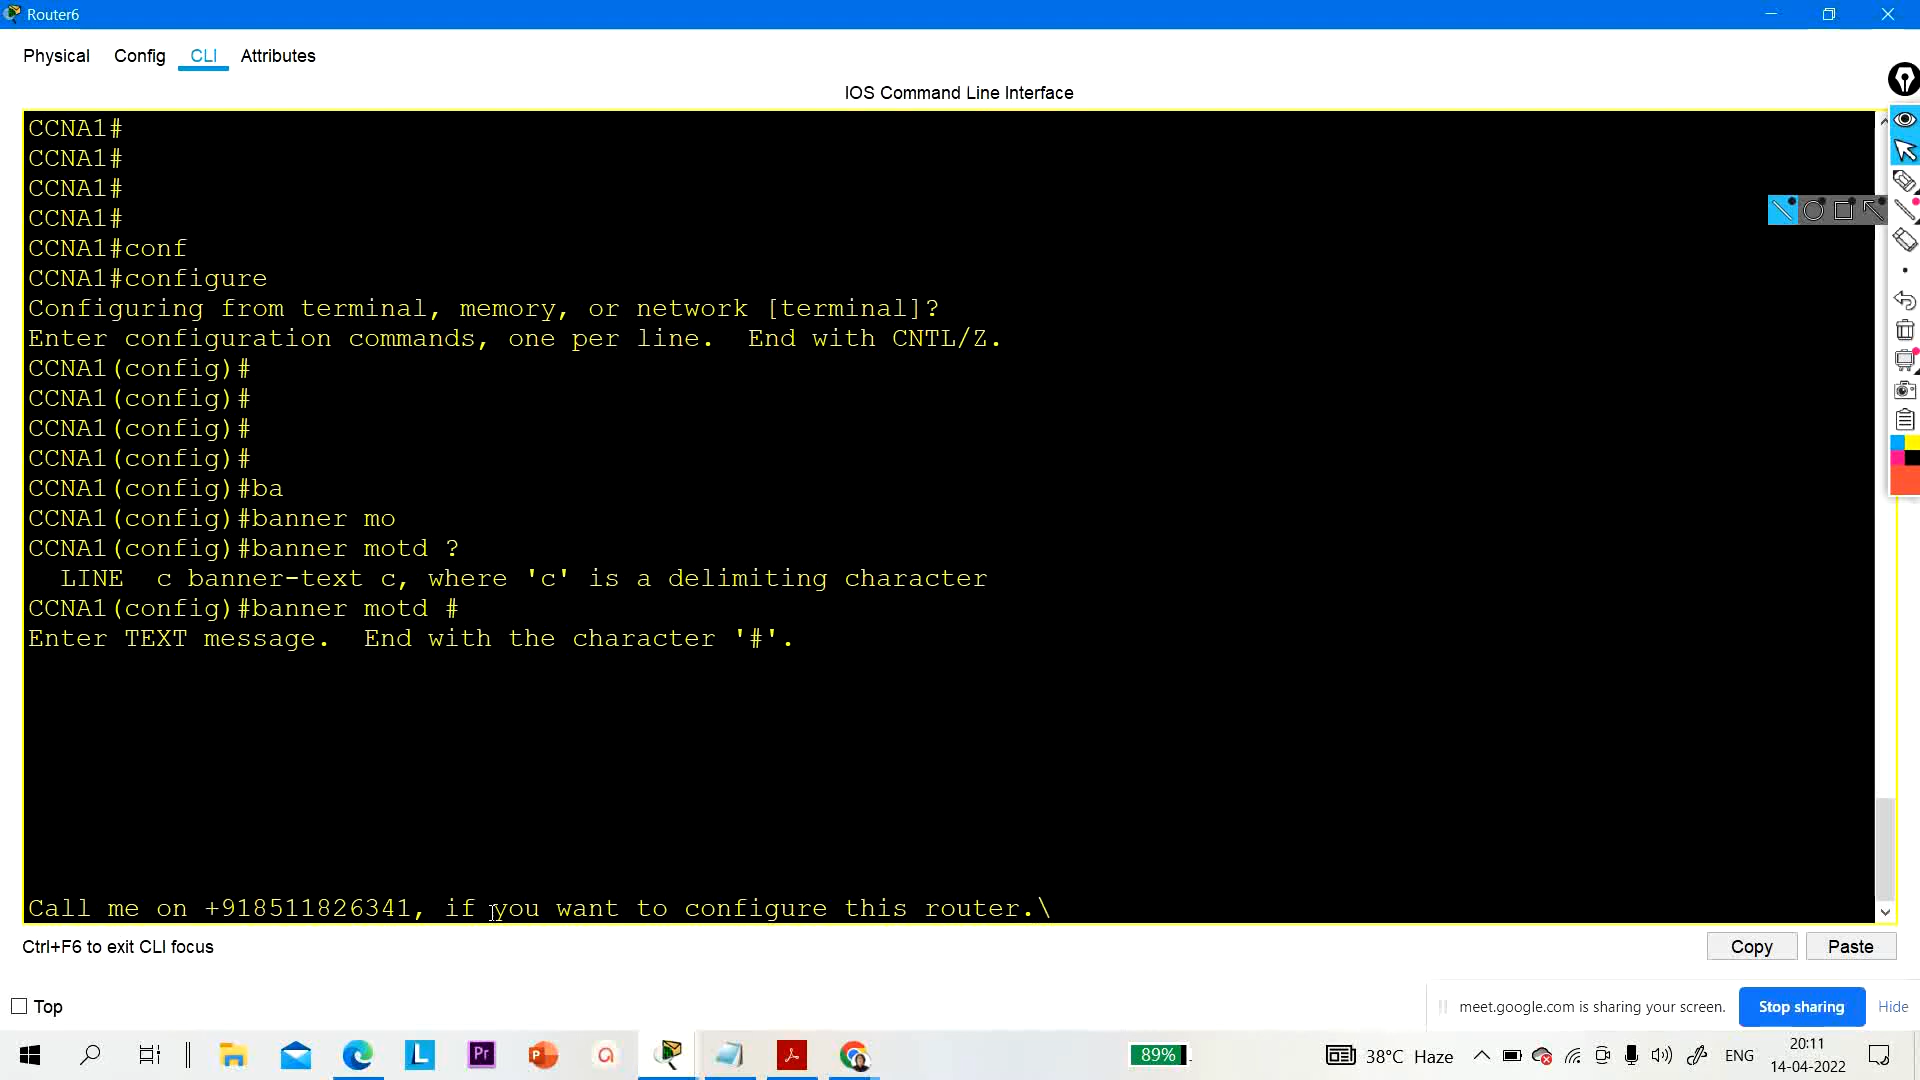 Router6
Physical Config CLI Attributes
IOS Command Line Interface
CCNA1#
CCNA1#
CCNA1#
CCNA1#
CCNA1#conf
CCNA1#configure
Configuring from terminal, memory, or network [terminal]?
Enter configuration commands, one per line.  End with CNTL/Z.
CCNA1(config)#
CCNA1(config)#
CCNA1(config)#
CCNA1(config)#
CCNA1(config)#ba
CCNA1(config)#banner mo
CCNA1(config)#banner motd ?
  LINE  c banner-text c, where 'c' is a delimiting character
CCNA1(config)#banner motd #
Enter TEXT message.  End with the character '#'.
Call me on +918511826341, if you want to configure this router.\
Ctrl+F6 to exit CLI focus
Copy Paste
Top
meet.google.com is sharing your screen. Stop sharing Hide
L Pr P a 89% 38°C Haze ENG 20:11
14-04-2022